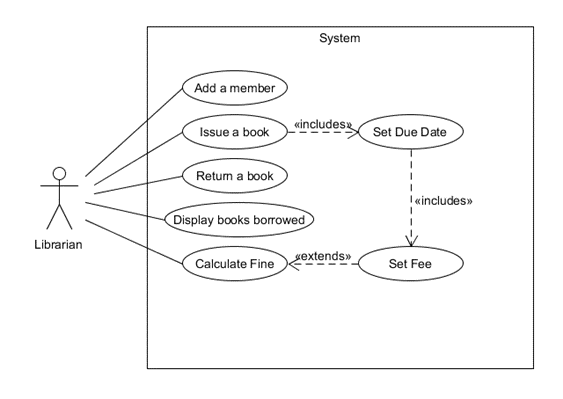 System
Add a member
Issue a book
«includes»
Set Due Date
Return a book
«includes»
Display books borrowed
Librarian
Calculate Fine
«extends»
Set Fee